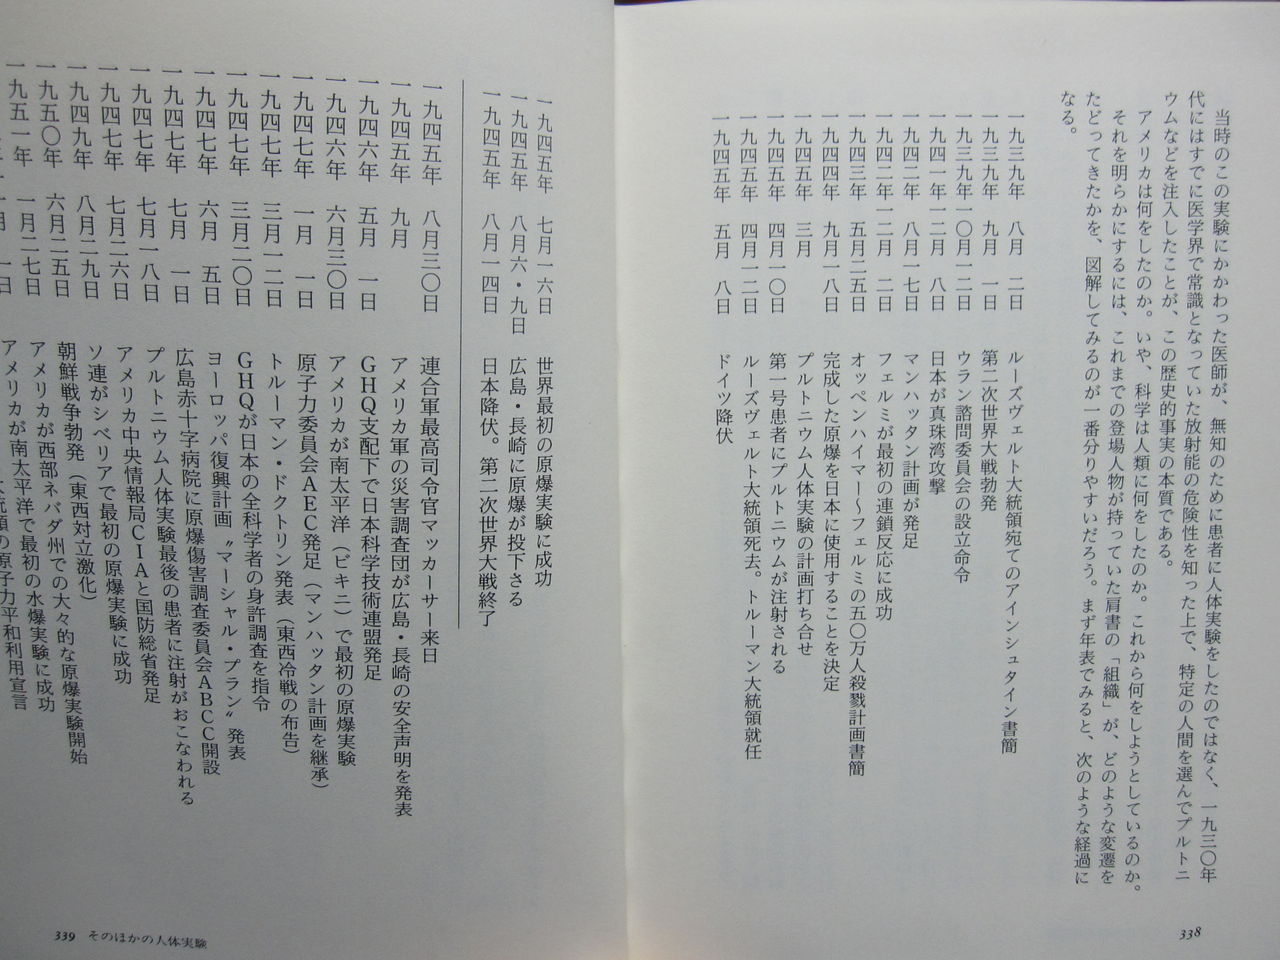 当時のこの実験にかかわった医師が、無知のために患者に人体実験をしたのではなく、一九三〇年
代にはすでに医学界で常識となっていた放射能の危険性を知った上で、特定の人間を選んでプルトニ
ウムなどを注入したことが、この歴史的事実の本質である。
アメリカは何をしたのか。いや、科学は人類に何をしたのか。これから何をしようとしているのか。
それを明らかにするには、これまでの登場人物が持っていた肩書の「組織」が、どのような変遷を
たどってきたかを、図解してみるのが一番分りやすいだろう。まず年表でみると、次のような経過に
なる。
一九三九年 八月 二日 ルーズヴェルト大統領宛てのアインシュタイン書簡
一九三九年 九月 一日 第二次世界大戦勃発
一九三九年一〇月一二日 ウラン諮問委員会の設立命令
一九四一年一二月 八日 日本が真珠湾攻撃
一九四二年 八月一七日 マンハッタン計画が発足
一九四二年一二月 二日 フェルミが最初の連鎖反応に成功
一九四三年 五月二五日 オッペンハイマー〜フェルミの五〇万人殺戮計画書簡
一九四四年 九月一八日 完成した原爆を日本に使用することを決定
一九四五年 三月 プルトニウム人体実験の計画打ち合せ
一九四五年 四月一〇日 第一号患者にプルトニウムが注射される
一九四五年 四月一二日 ルーズヴェルト大統領死去。トルーマン大統領就任
一九四五年 五月 八日 ドイツ降伏
338
一九四五年 七月一六日 世界最初の原爆実験に成功
一九四五年 八月六・九日 広島・長崎に原爆が投下さる
一九四五年 八月一四日 日本降伏。第二次世界大戦終了
一九四五年 八月三〇日 連合軍最高司令官マッカーサー来日
一九四五年 九月 アメリカ軍の災害調査団が広島・長崎の安全声明を発表
一九四六年 五月 一日 GHQ支配下で日本科学技術連盟発足
一九四六年 六月三〇日 アメリカが南太平洋（ビキニ）で最初の原爆実験
一九四七年 一月 一日 原子力委員会AEC発足（マンハッタン計画を継承）
一九四七年 三月一二日 トルーマン・ドクトリン発表（東西冷戦の布告）
一九四七年 三月二〇日 GHQが日本の全科学者の身許調査を指令
一九四七年 六月 五日 ヨーロッパ復興計画〝マーシャル・プラン〟発表
一九四七年 七月 一日 広島赤十字病院に原爆傷害調査委員会ABCC開設
一九四七年 七月一八日 プルトニウム人体実験最後の患者に注射がおこなわれる
一九四七年 七月二六日 アメリカ中央情報局CIAと国防総省発足
一九四九年 八月二九日 ソ連がシベリアで最初の原爆実験に成功
一九五〇年 六月二五日 朝鮮戦争勃発（東西対立激化）
一九五一年 一月二七日 アメリカが西部ネバダ州での大々的な原爆実験開始
一日 アメリカが南太平洋で最初の水爆実験に成功
原子力平和利用宣言
339 そのほかの人体実験